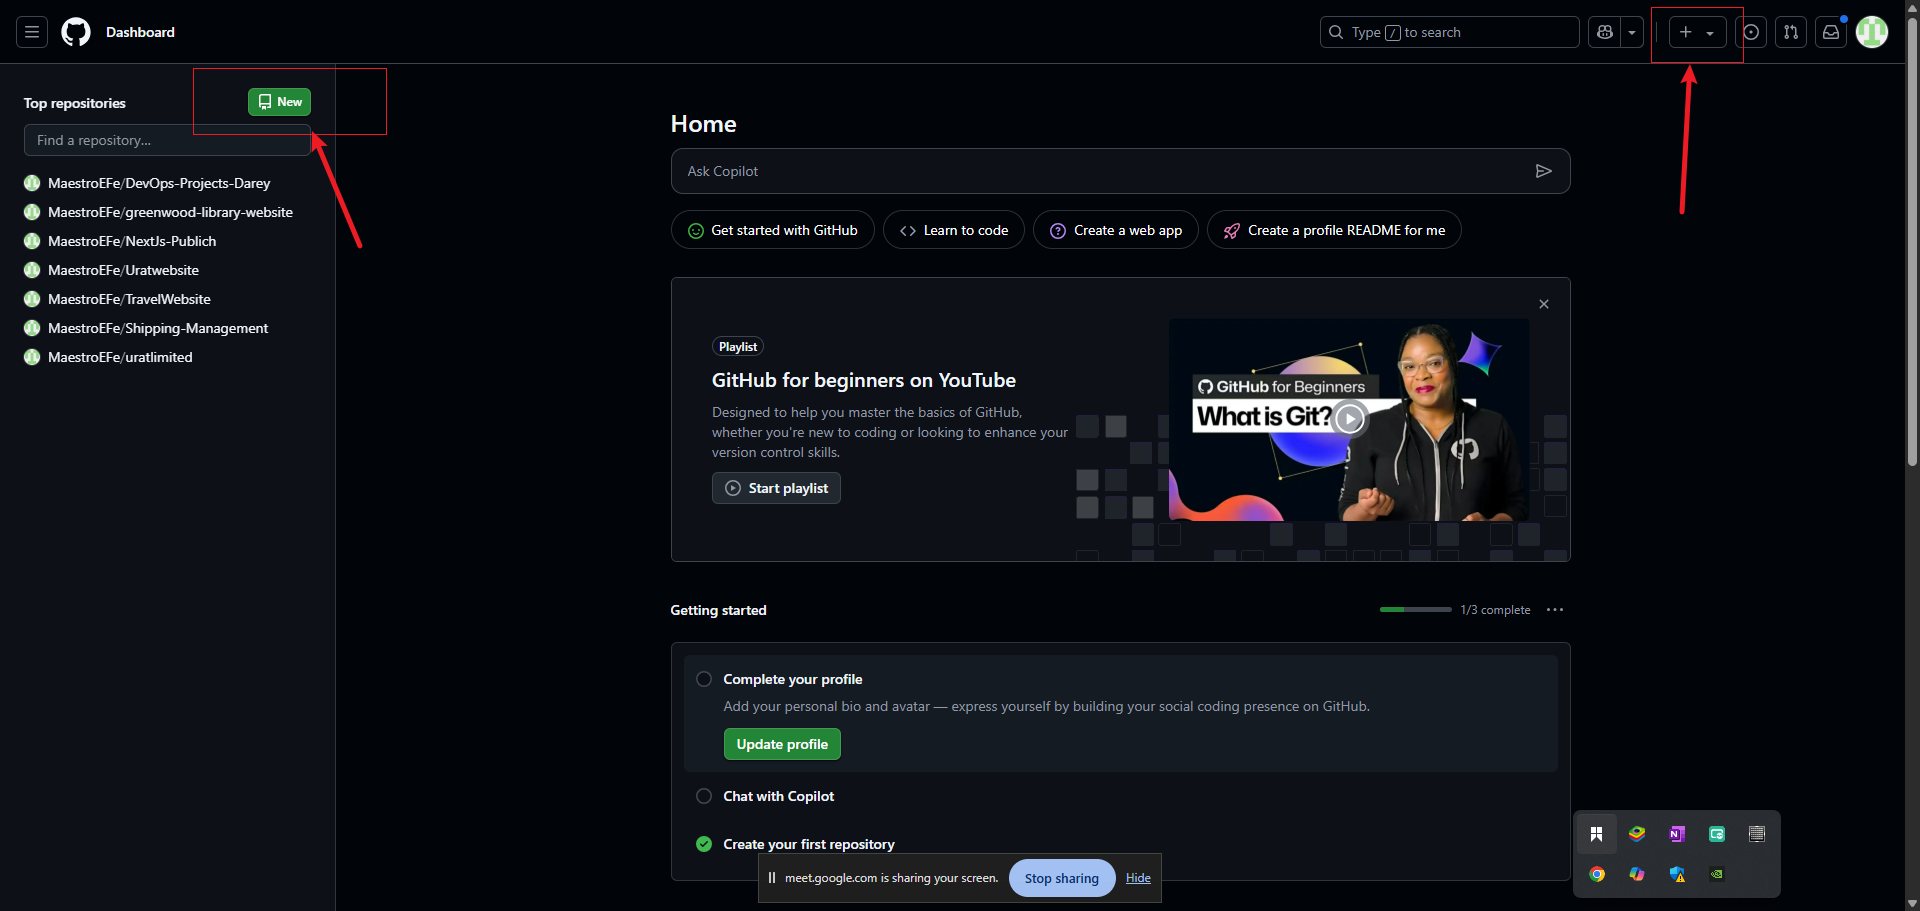 Dashboard
Type / to search
Top repositories
New
Find a repository...
MaestroEFe/DevOps-Projects-Darey
MaestroEFe/greenwood-library-website
MaestroEFe/NextJs-Publich
MaestroEFe/Uratwebsite
MaestroEFe/TravelWebsite
MaestroEFe/Shipping-Management
MaestroEFe/uratlimited
Home
Ask Copilot
Get started with GitHub
Learn to code
Create a web app
Create a profile README for me
Playlist
GitHub for beginners on YouTube
Designed to help you master the basics of GitHub,
whether you're new to coding or looking to enhance your
version control skills.
Start playlist
GitHub for Beginners
What is Git?
Getting started
1/3 complete
Complete your profile
Add your personal bio and avatar — express yourself by building your social coding presence on GitHub.
Update profile
Chat with Copilot
Create your first repository
meet.google.com is sharing your screen.
Stop sharing
Hide